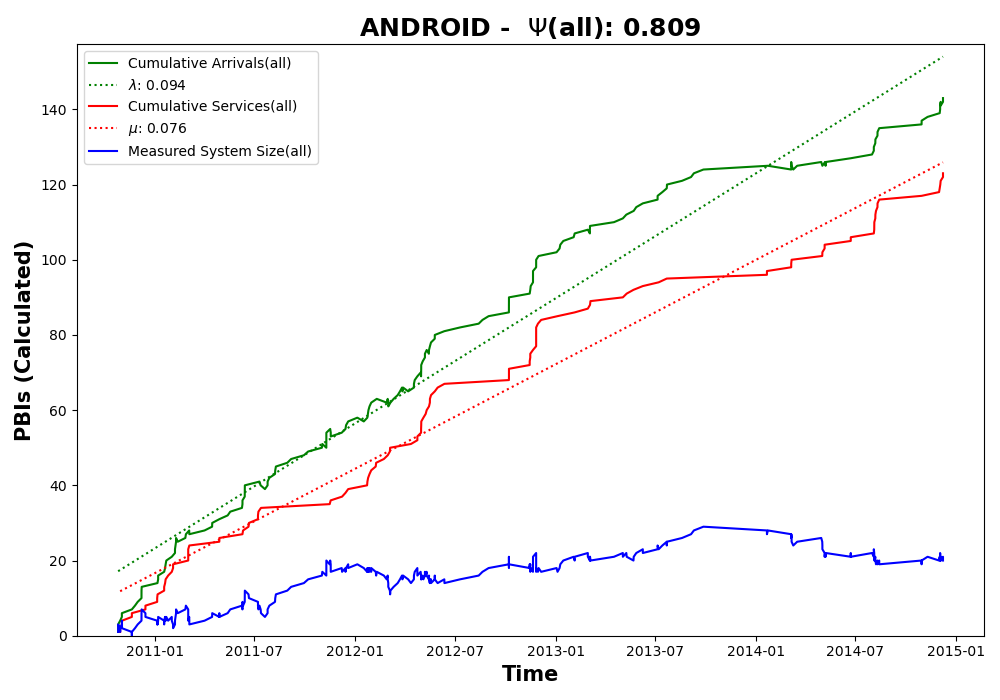 ANDROID - Ψ(all): 0.809
Cumulative Arrivals(all)
λ: 0.094
Cumulative Services(all)
μ: 0.076
Measured System Size(all)
PBIs (Calculated)
140
120
100
80
60
40
20
0
2011-01 2011-07 2012-01 2012-07 2013-01 2013-07 2014-01 2014-07 2015-01
Time